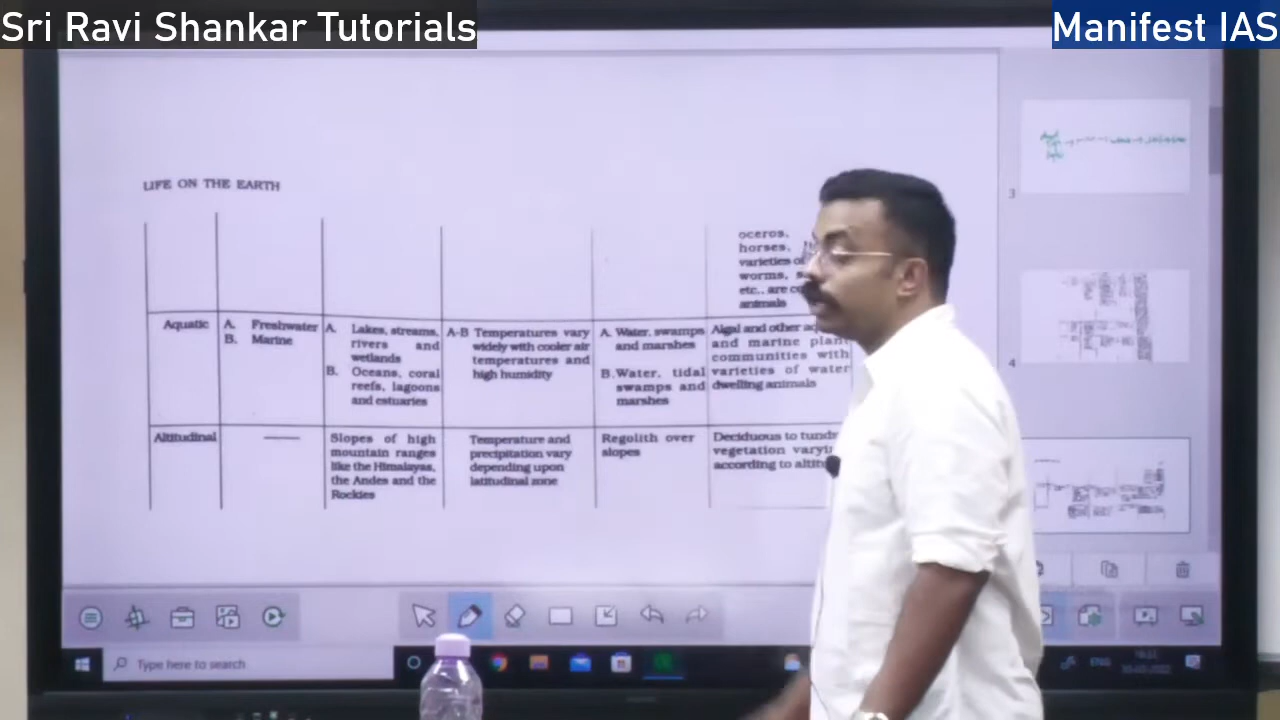 Sri Ravi Shankar Tutorials
Manifest IAS
LIFE ON THE EARTH
oceros,
horses,
varieties of
worms,
etc., are
animals
Aquatic
A. Freshwater
B. Marine
A. Lakes, streams,
rivers and
wetlands
B. Oceans, coral
reefs, lagoons
and estuaries
A-B Temperatures vary
widely with cooler air
temperatures and
high humidity
A. Water, swamps
and marshes
B. Water, tidal
swamps and
marshes
Algal and other
and marine plant
communities with
varieties of water
dwelling animals
Altitudinal
Slopes of high
mountain ranges
like the Himalayas,
the Andes and the
Rockies
Temperature and
precipitation vary
depending upon
latitudinal zone
Regolith over
slopes
Deciduous to
vegetation
according to
3
4
Type here to search
ENG